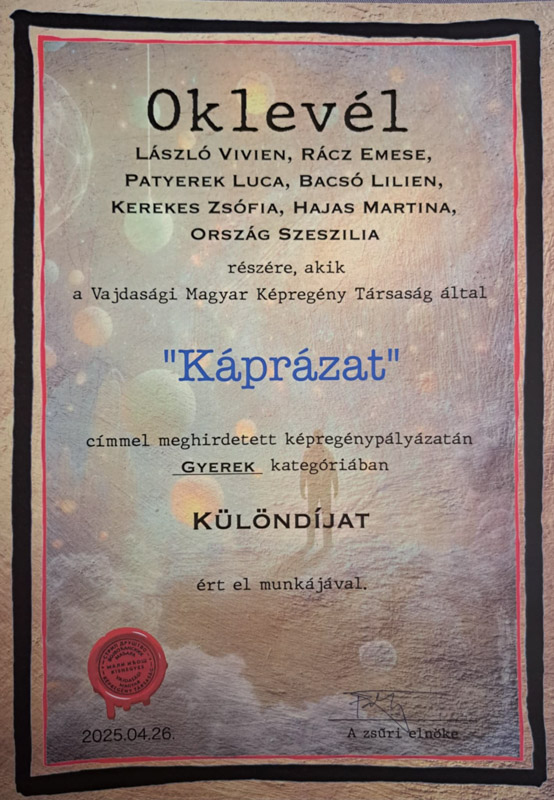 Oklevél
László Vivien, Rácz Emese,
Patyerek Luca, Bacsó Lilien,
Kerekes Zsófia, Hajas Martina,
Ország Szeszilia
részére, akik
a Vajdasági Magyar Képregény Társaság által
"Káprázat"
címmel meghirdetett képregénypályázatán
Gyerek kategóriában
KÜLÖNDÍJAT
ért el munkájával.
2025.04.26.
A zsűri elnöke